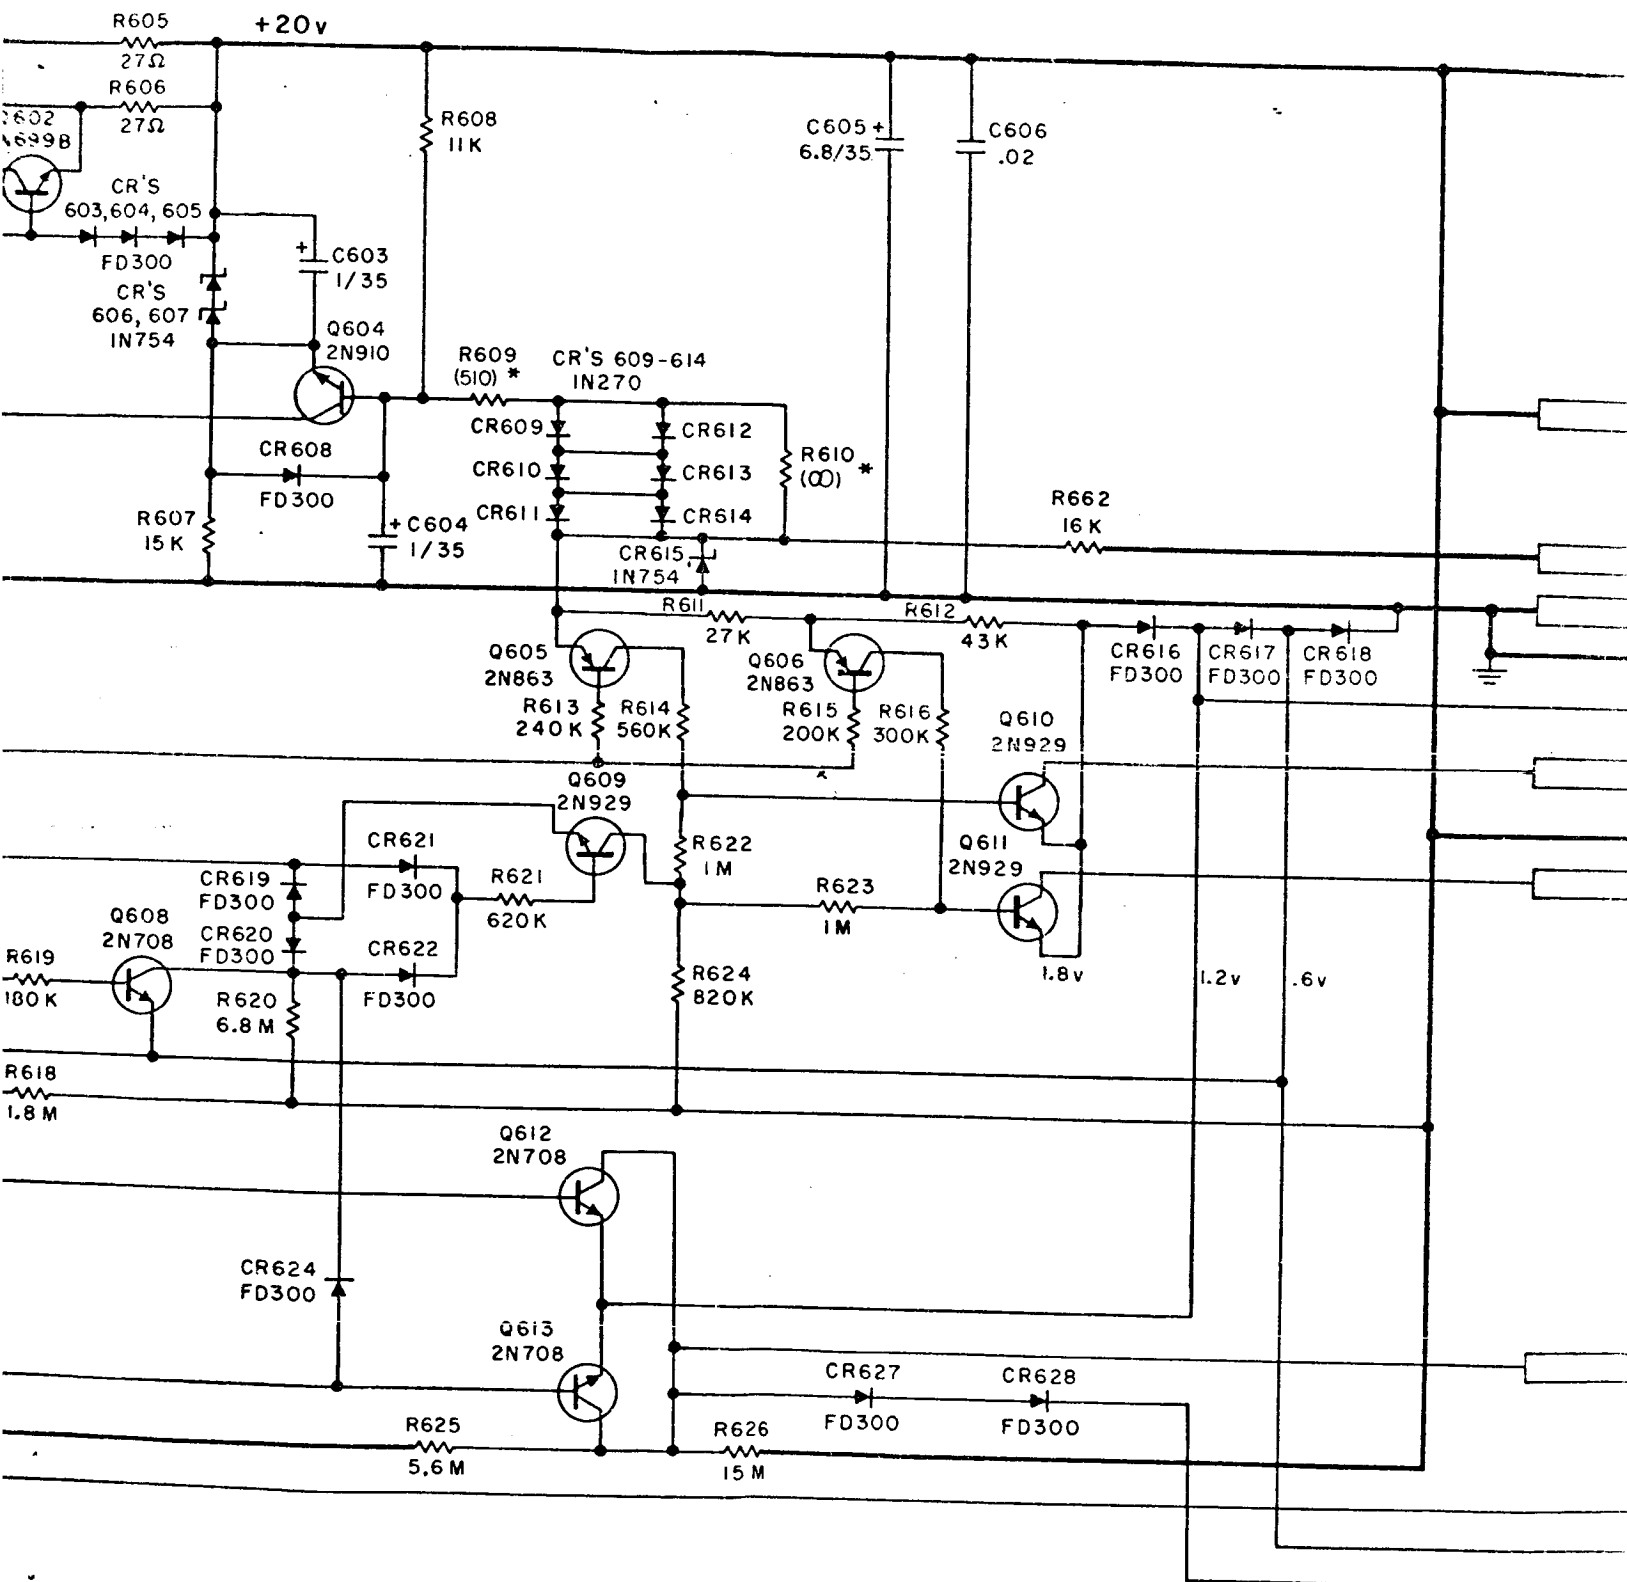 R605
+20v
27Ω
R606
27Ω
CR'S
603,604,605
FD300
CR'S
606,607
1N754
C603
1/35
Q604
2N910
R608
11K
C605 +
6.8/35
C606
.02
R609
(510) *
CR'S 609-614
1N270
CR609
CR612
CR610
CR613
R610 *
(∞)
CR611
CR614
CR608
FD300
R607
15K
+ C604
1/35
CR615
1N754
R662
16K
R611
27K
R612
43K
Q605
2N863
Q606
2N863
CR616
FD300
CR617
FD300
CR618
FD300
R613
240K
R614
560K
R615
200K
R616
300K
Q610
2N929
Q609
2N929
CR621
FD300
R622
1M
Q611
2N929
CR619
FD300
R621
620K
R623
1M
Q608
2N708
CR620
FD300
CR622
FD300
R619
180K
R620
6.8M
R624
820K
1.8v
1.2v
.6v
R618
1.8M
Q612
2N708
CR624
FD300
Q613
2N708
CR627
FD300
CR628
FD300
R625
5.6M
R626
15M